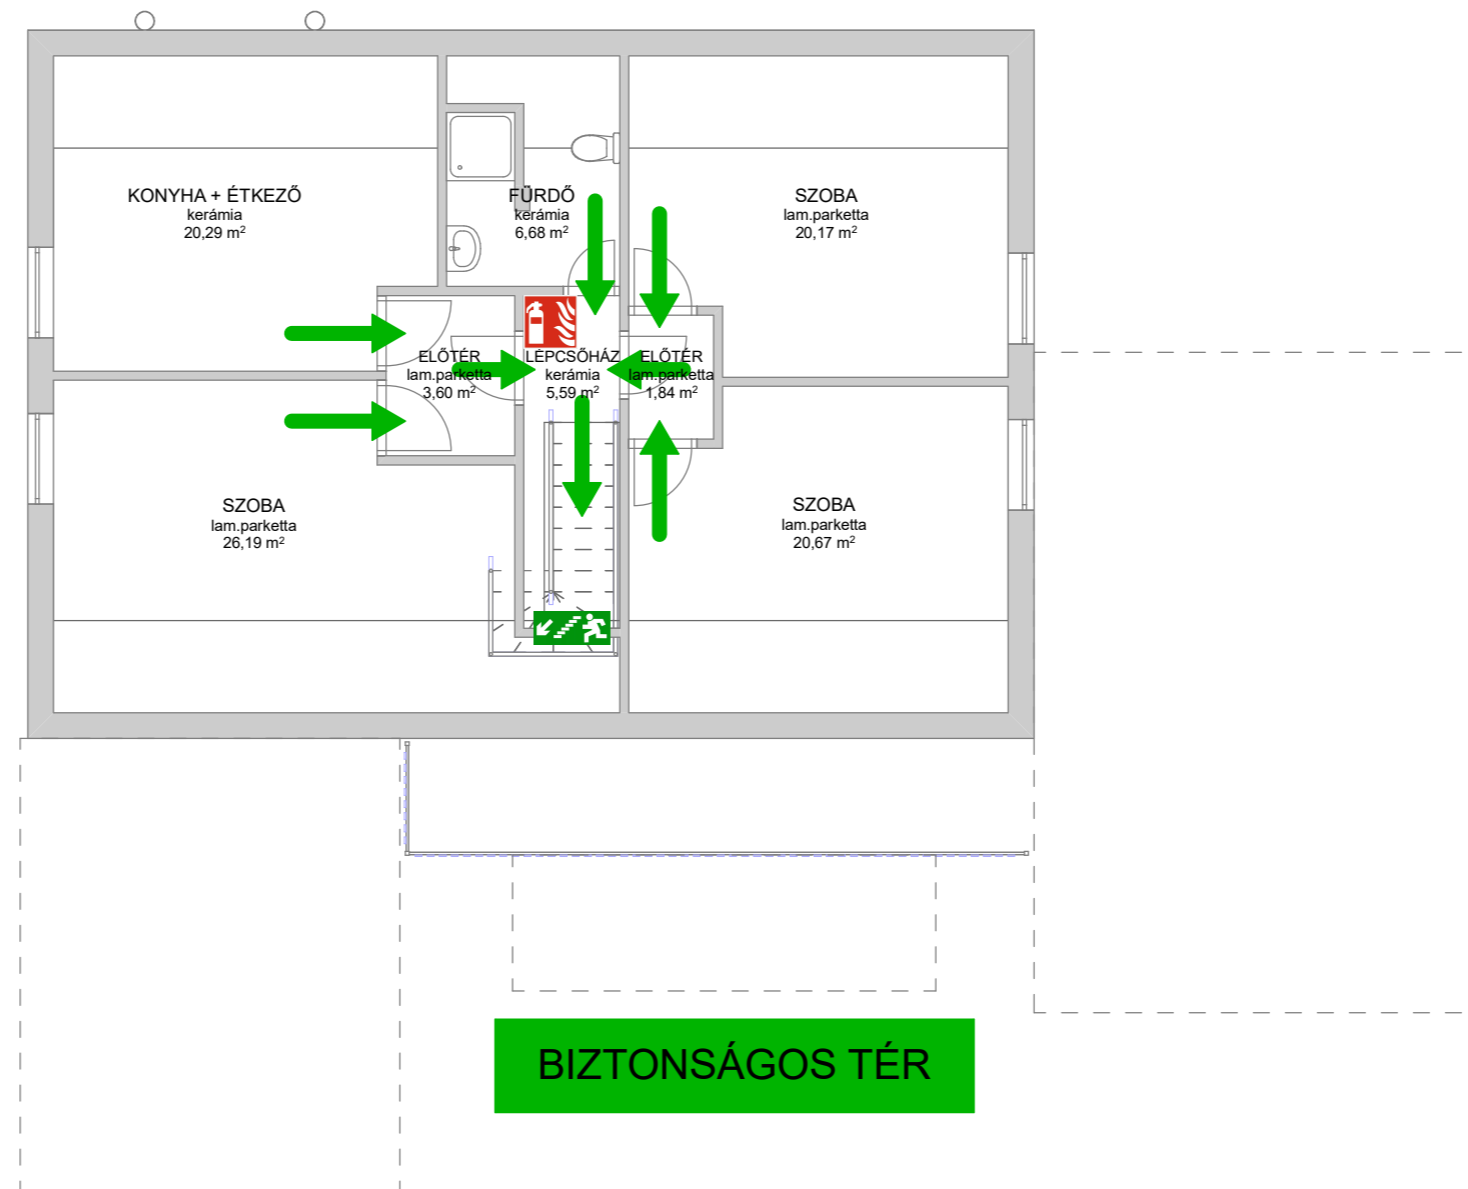 KONYHA + ÉTKEZŐ
kerámia
20,29 m²
FÜRDŐ
kerámia
6,68 m²
SZOBA
lam.parketta
20,17 m²
ELŐTÉR
lam.parketta
3,60 m²
LÉPCSŐHÁZ
kerámia
5,59 m²
ELŐTÉR
lam.parketta
1,84 m²
SZOBA
lam.parketta
26,19 m²
SZOBA
lam.parketta
20,67 m²
BIZTONSÁGOS TÉR